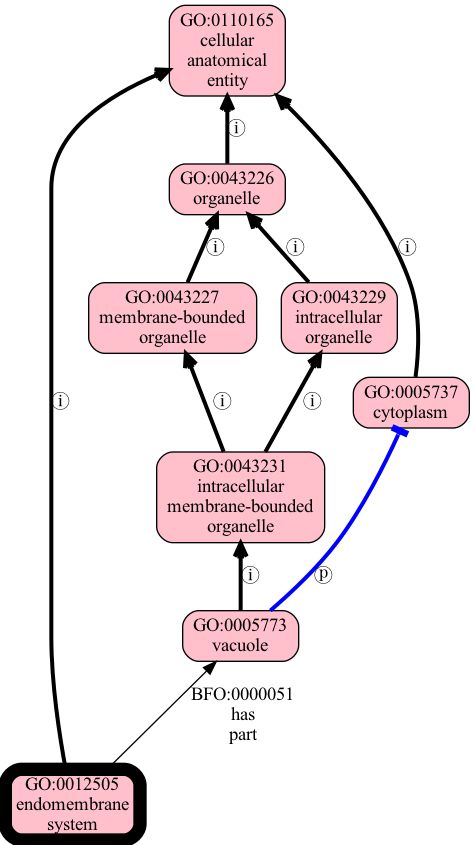 GO:0110165
cellular
anatomical
entity
ⓘ
GO:0043226
organelle
ⓘ
ⓘ
ⓘ
GO:0043227
membrane-bounded
organelle
GO:0043229
intracellular
organelle
GO:0005737
cytoplasm
ⓘ
ⓘ
ⓘ
GO:0043231
intracellular
membrane-bounded
organelle
ⓘ
ⓟ
GO:0005773
vacuole
BFO:0000051
has
part
GO:0012505
endomembrane
system